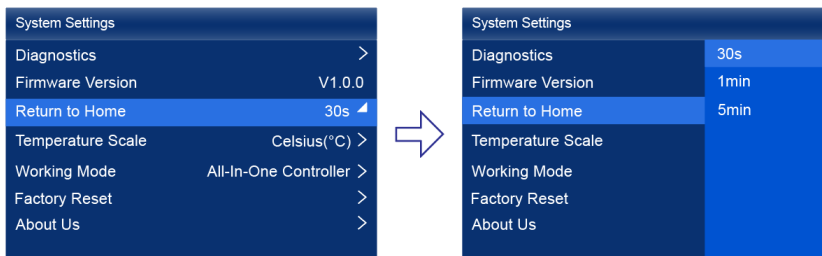 System Settings
Diagnostics >
Firmware Version V1.0.0
Return to Home 30s
Temperature Scale Celsius(°C) >
Working Mode All-In-One Controller >
Factory Reset >
About Us >
System Settings
Diagnostics 30s
Firmware Version 1min
Return to Home 5min
Temperature Scale
Working Mode
Factory Reset
About Us